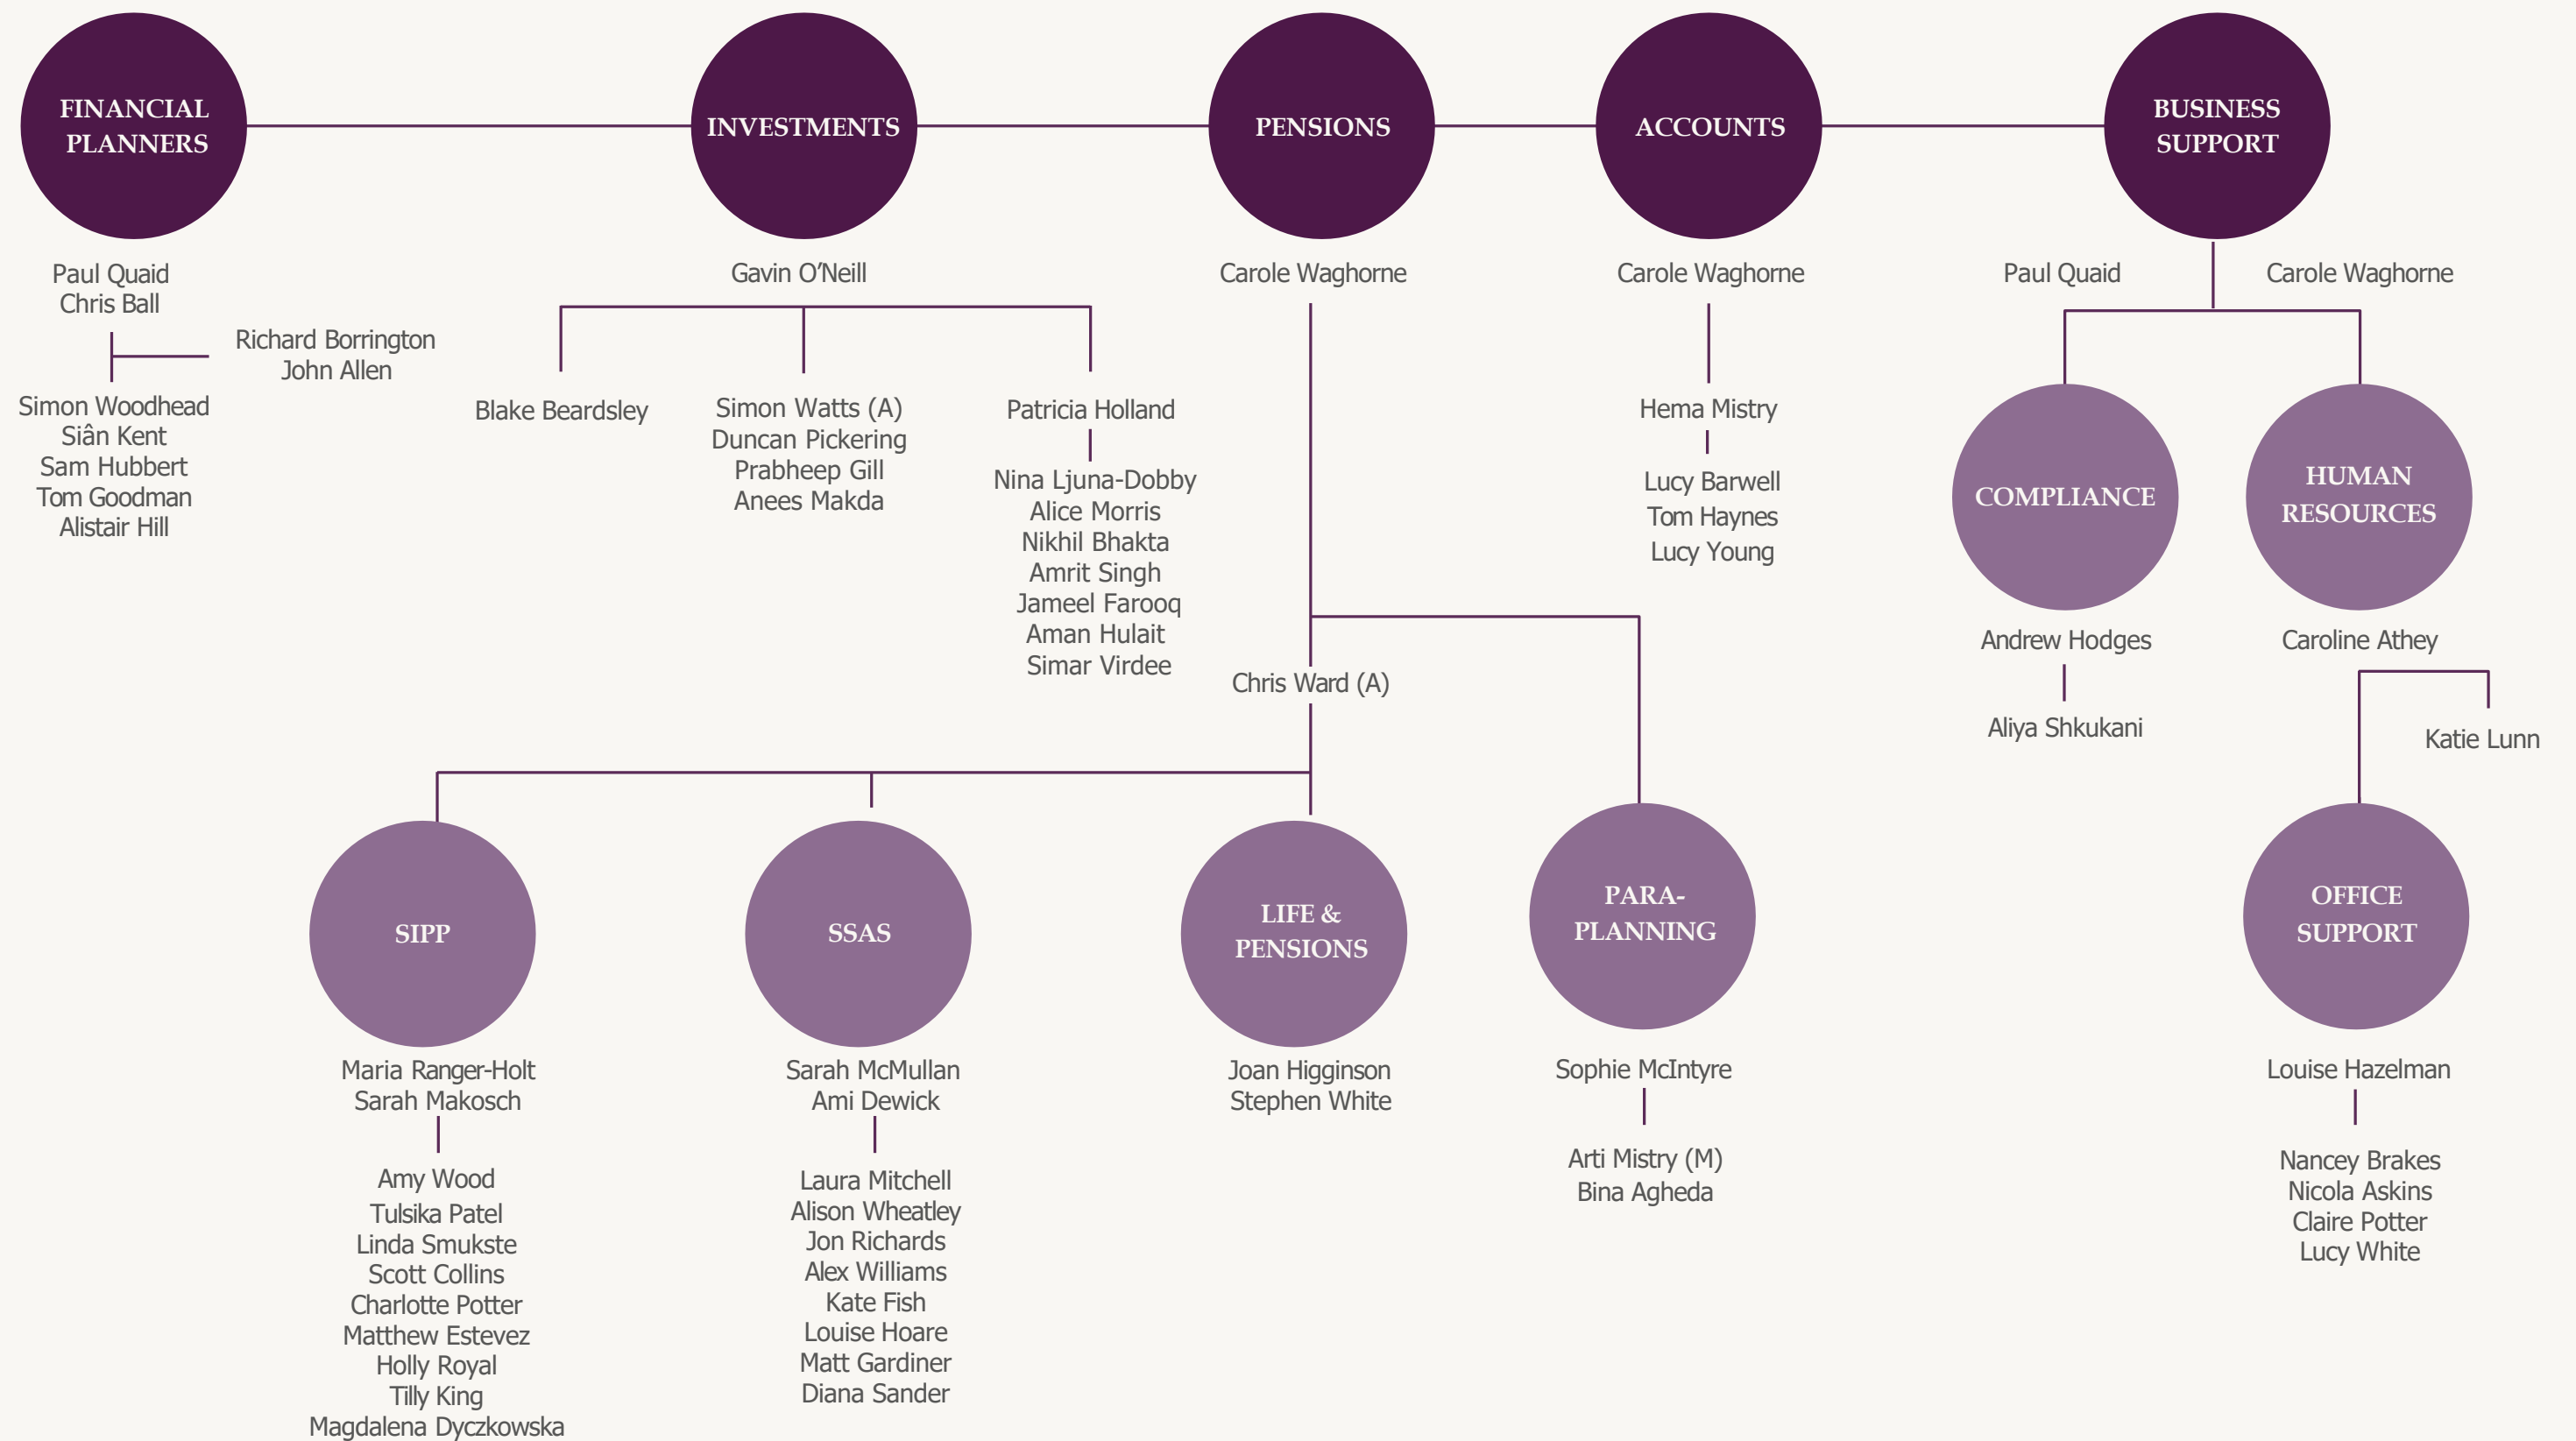 FINANCIAL
PLANNERS
INVESTMENTS
PENSIONS
ACCOUNTS
BUSINESS
SUPPORT
Paul Quaid
Chris Ball
Richard Borrington
John Allen
Simon Woodhead
Siân Kent
Sam Hubbert
Tom Goodman
Alistair Hill
Gavin O’Neill
Blake Beardsley
Simon Watts (A)
Duncan Pickering
Prabheep Gill
Anees Makda
Patricia Holland
Nina Ljuna-Dobby
Alice Morris
Nikhil Bhakta
Amrit Singh
Jameel Farooq
Aman Hulait
Simar Virdee
Carole Waghorne
Chris Ward (A)
Carole Waghorne
Hema Mistry
Lucy Barwell
Tom Haynes
Lucy Young
Paul Quaid
Carole Waghorne
COMPLIANCE
Andrew Hodges
Aliya Shkukani
HUMAN
RESOURCES
Caroline Athey
Katie Lunn
SIPP
Maria Ranger-Holt
Sarah Makosch
Amy Wood
Tulsika Patel
Linda Smukste
Scott Collins
Charlotte Potter
Matthew Estevez
Holly Royal
Tilly King
Magdalena Dyczkowska
SSAS
Sarah McMullan
Ami Dewick
Laura Mitchell
Alison Wheatley
Jon Richards
Alex Williams
Kate Fish
Louise Hoare
Matt Gardiner
Diana Sander
LIFE &
PENSIONS
Joan Higginson
Stephen White
PARA-
PLANNING
Sophie McIntyre
Arti Mistry (M)
Bina Agheda
OFFICE
SUPPORT
Louise Hazelman
Nancey Brakes
Nicola Askins
Claire Potter
Lucy White